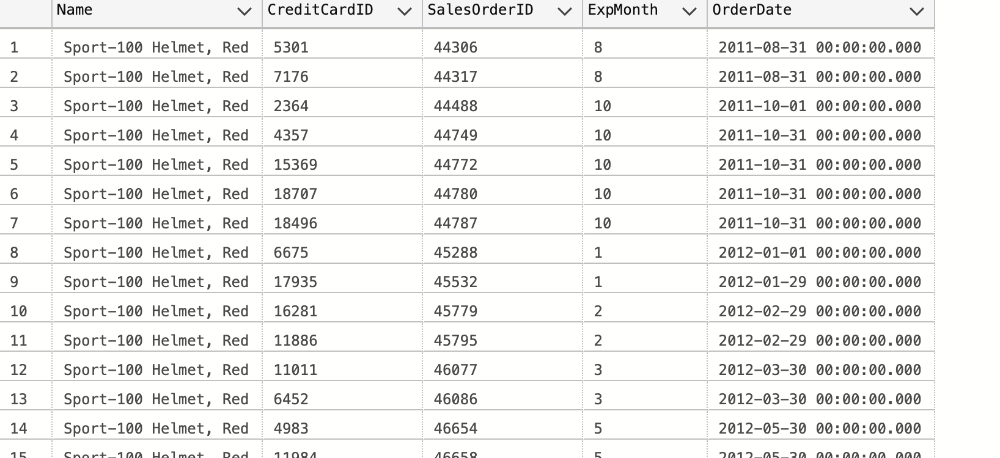 Name CreditCardID SalesOrderID ExpMonth OrderDate
1 Sport-100 Helmet, Red 5301 44306 8 2011-08-31 00:00:00.000
2 Sport-100 Helmet, Red 7176 44317 8 2011-08-31 00:00:00.000
3 Sport-100 Helmet, Red 2364 44488 10 2011-10-01 00:00:00.000
4 Sport-100 Helmet, Red 4357 44749 10 2011-10-31 00:00:00.000
5 Sport-100 Helmet, Red 15369 44772 10 2011-10-31 00:00:00.000
6 Sport-100 Helmet, Red 18707 44780 10 2011-10-31 00:00:00.000
7 Sport-100 Helmet, Red 18496 44787 10 2011-10-31 00:00:00.000
8 Sport-100 Helmet, Red 6675 45288 1 2012-01-01 00:00:00.000
9 Sport-100 Helmet, Red 17935 45532 1 2012-01-29 00:00:00.000
10 Sport-100 Helmet, Red 16281 45779 2 2012-02-29 00:00:00.000
11 Sport-100 Helmet, Red 11886 45795 2 2012-02-29 00:00:00.000
12 Sport-100 Helmet, Red 11011 46077 3 2012-03-30 00:00:00.000
13 Sport-100 Helmet, Red 6452 46086 3 2012-03-30 00:00:00.000
14 Sport-100 Helmet, Red 4983 46654 5 2012-05-30 00:00:00.000
15 Sport-100 Helmet, Red 11984 46658 5 2012-05-30 00:00:00.000